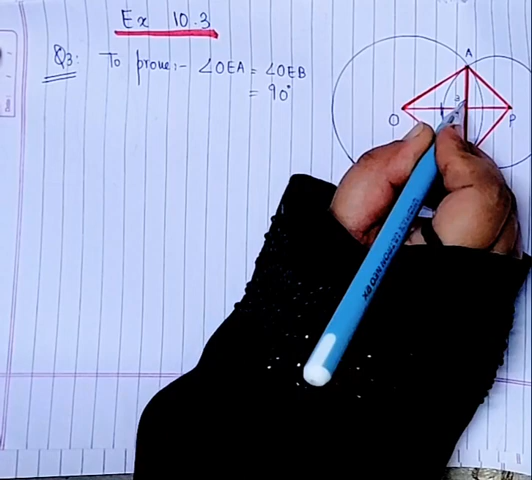 Ex 10.3
Q3: To prove:- ∠OEA = ∠OEB
= 90°
A
O
P